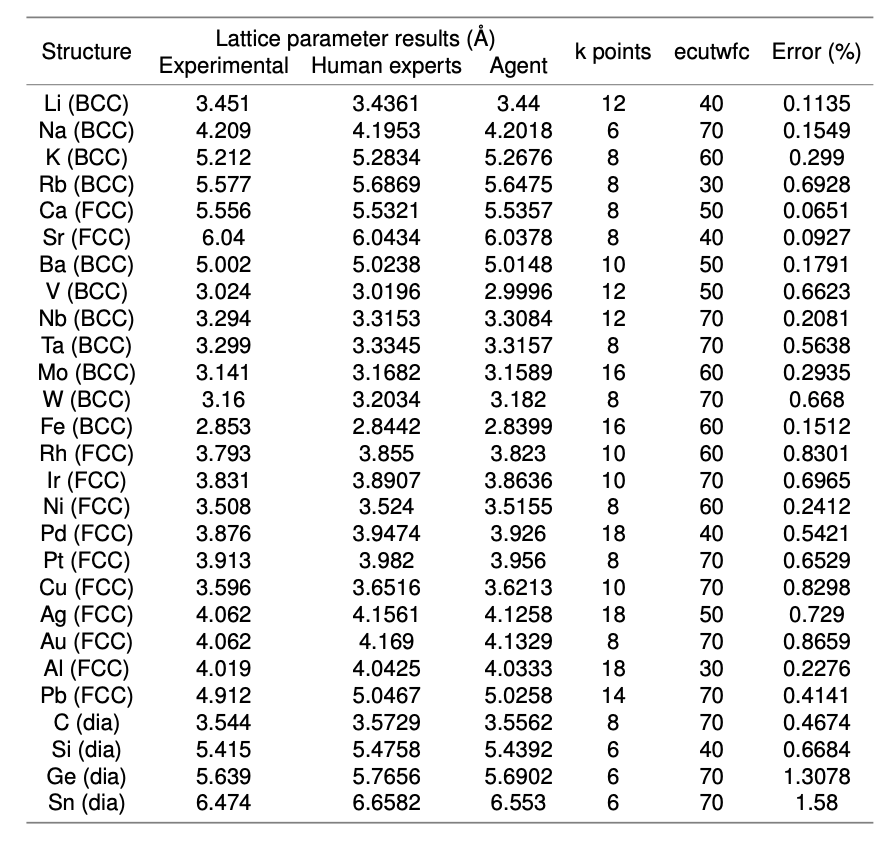 Structure Lattice parameter results (Å) k points ecutwfc Error (%)
Experimental Human experts Agent
Li (BCC) 3.451 3.4361 3.44 12 40 0.1135
Na (BCC) 4.209 4.1953 4.2018 6 70 0.1549
K (BCC) 5.212 5.2834 5.2676 8 60 0.299
Rb (BCC) 5.577 5.6869 5.6475 8 30 0.6928
Ca (FCC) 5.556 5.5321 5.5357 8 50 0.0651
Sr (FCC) 6.04 6.0434 6.0378 8 40 0.0927
Ba (BCC) 5.002 5.0238 5.0148 10 50 0.1791
V (BCC) 3.024 3.0196 2.9996 12 50 0.6623
Nb (BCC) 3.294 3.3153 3.3084 12 70 0.2081
Ta (BCC) 3.299 3.3345 3.3157 8 70 0.5638
Mo (BCC) 3.141 3.1682 3.1589 16 60 0.2935
W (BCC) 3.16 3.2034 3.182 8 70 0.668
Fe (BCC) 2.853 2.8442 2.8399 16 60 0.1512
Rh (FCC) 3.793 3.855 3.823 10 60 0.8301
Ir (FCC) 3.831 3.8907 3.8636 10 70 0.6965
Ni (FCC) 3.508 3.524 3.5155 8 60 0.2412
Pd (FCC) 3.876 3.9474 3.926 18 40 0.5421
Pt (FCC) 3.913 3.982 3.956 8 70 0.6529
Cu (FCC) 3.596 3.6516 3.6213 10 70 0.8298
Ag (FCC) 4.062 4.1561 4.1258 18 50 0.729
Au (FCC) 4.062 4.169 4.1329 8 70 0.8659
Al (FCC) 4.019 4.0425 4.0333 18 30 0.2276
Pb (FCC) 4.912 5.0467 5.0258 14 70 0.4141
C (dia) 3.544 3.5729 3.5562 8 70 0.4674
Si (dia) 5.415 5.4758 5.4392 6 40 0.6684
Ge (dia) 5.639 5.7656 5.6902 6 70 1.3078
Sn (dia) 6.474 6.6582 6.553 6 70 1.58